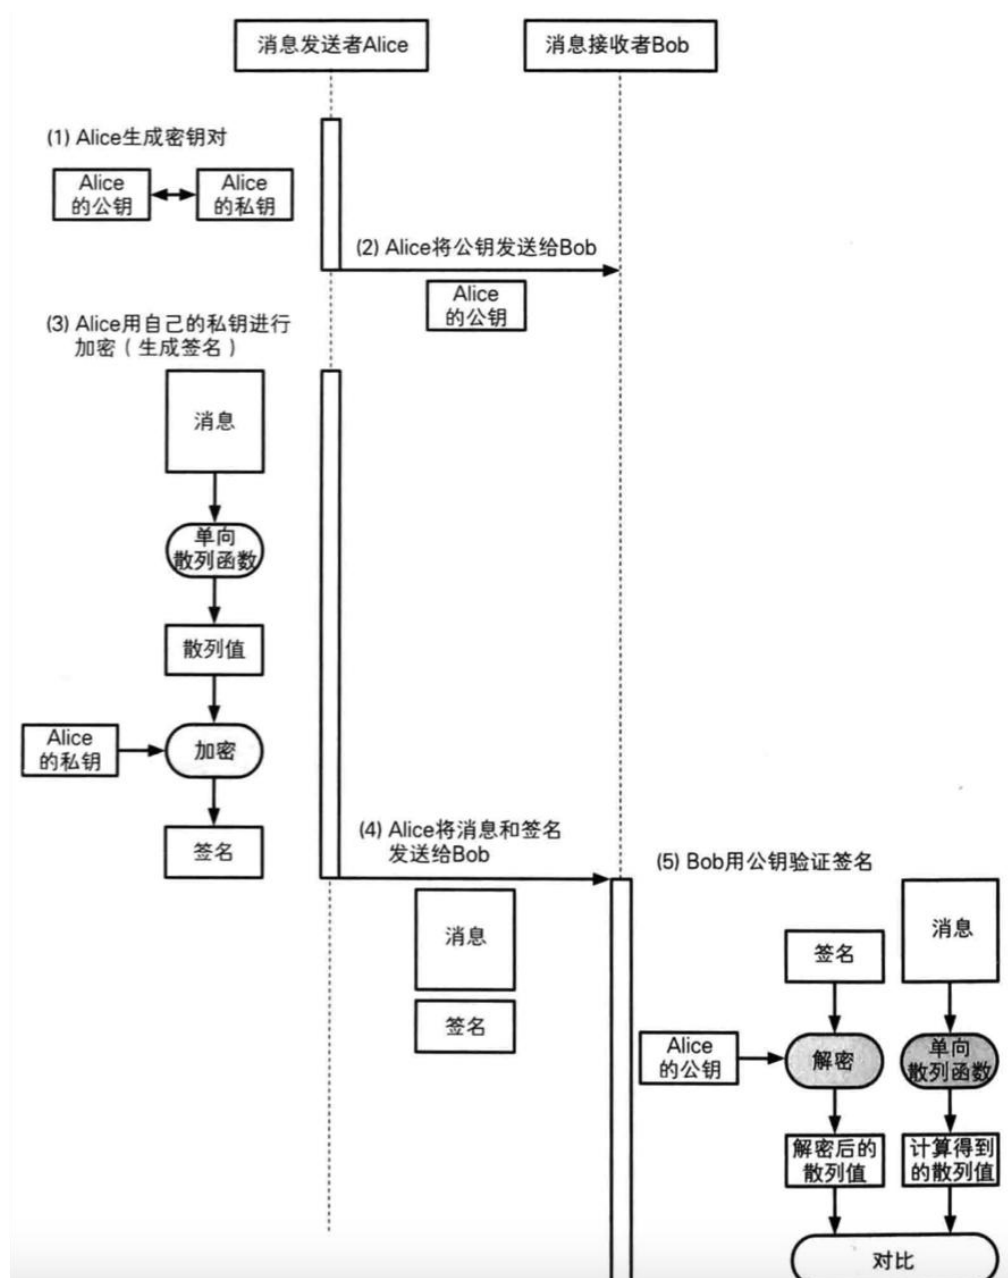 消息发送者Alice
消息接收者Bob
(1) Alice生成密钥对
Alice
的公钥
Alice
的私钥
(2) Alice将公钥发送给Bob
Alice
的公钥
(3) Alice用自己的私钥进行
加密（生成签名）
消息
单向
散列函数
散列值
Alice
的私钥
加密
签名
(4) Alice将消息和签名
发送给Bob
消息
签名
(5) Bob用公钥验证签名
签名
消息
Alice
的公钥
解密
单向
散列函数
解密后的
散列值
计算得到
的散列值
对比